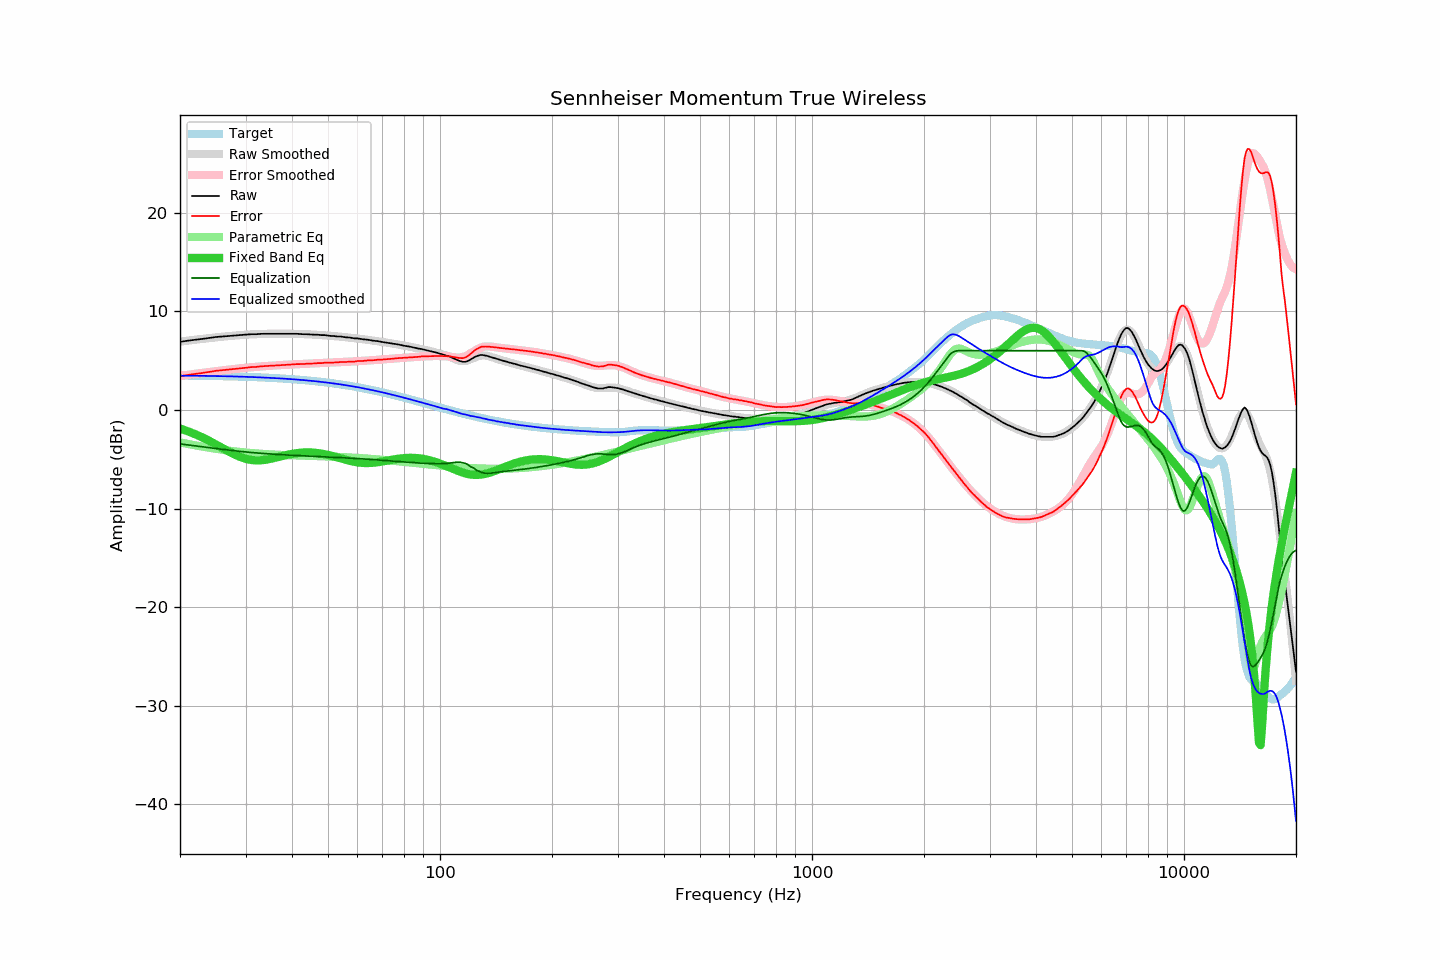 Sennheiser Momentum True Wireless
Target
Raw Smoothed
Error Smoothed
Raw
Error
Parametric Eq
Fixed Band Eq
Equalization
Equalized smoothed
20
10
0
−10
−20
−30
−40
Amplitude (dBr)
100
1000
10000
Frequency (Hz)